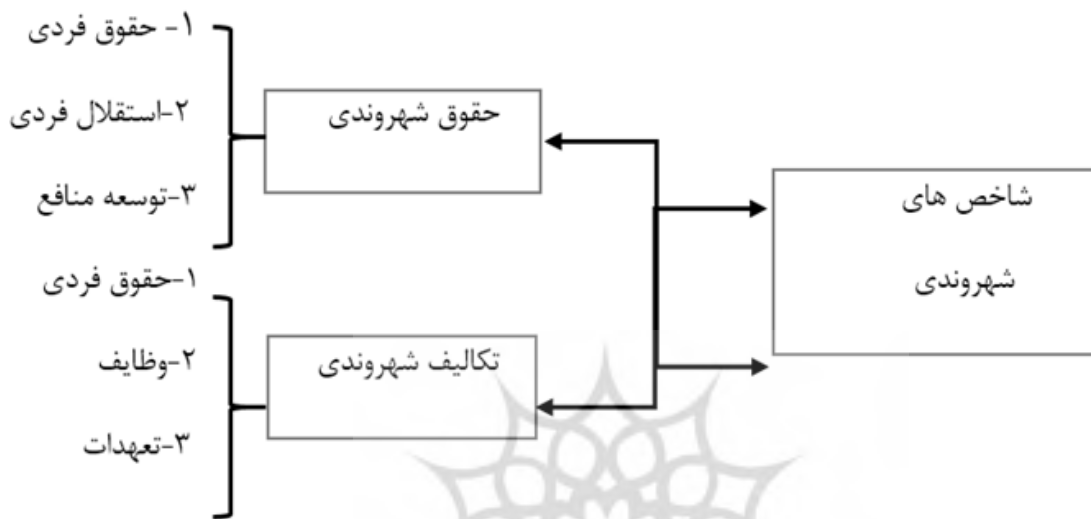 شاخص های
شهروندی
حقوق شهروندی
۱- حقوق فردی
۲-استقلال فردی
۳-توسعه منافع
تکالیف شهروندی
۱-حقوق فردی
۲-وظایف
۳-تعهدات